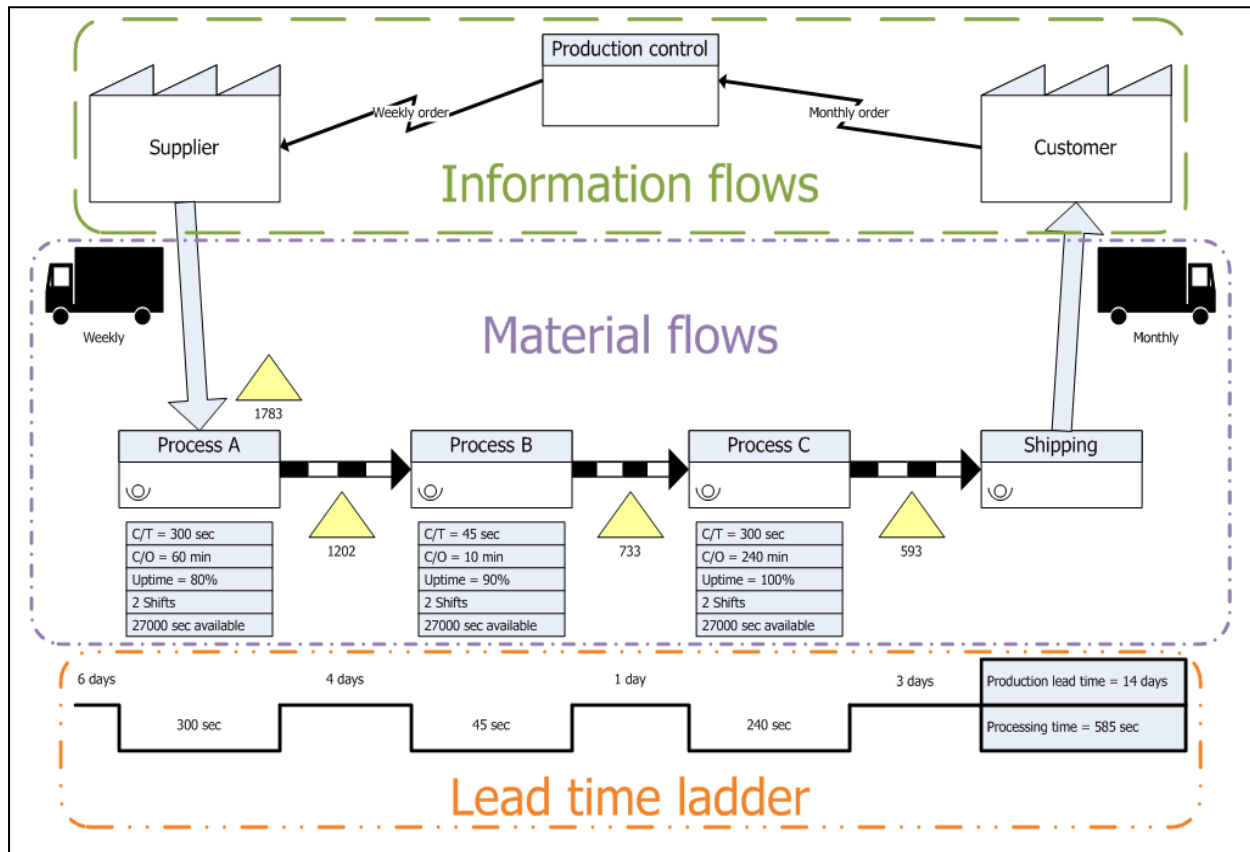 Production control
Weekly order
Monthly order
Supplier
Customer
Information flows
Weekly
Material flows
Monthly
1783
Process A
Process B
Process C
Shipping
1202
733
593
C/T = 300 sec
C/O = 60 min
Uptime = 80%
2 Shifts
27000 sec available
C/T = 45 sec
C/O = 10 min
Uptime = 90%
2 Shifts
27000 sec available
C/T = 300 sec
C/O = 240 min
Uptime = 100%
2 Shifts
27000 sec available
6 days
4 days
1 day
3 days
Production lead time = 14 days
300 sec
45 sec
240 sec
Processing time = 585 sec
Lead time ladder